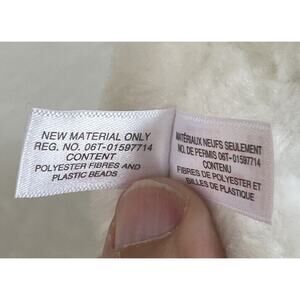 NEW MATERIAL ONLY
REG. NO. 06T-01597714
CONTENT
POLYESTER FIBRES AND
PLASTIC BEADS
MATÉRIAUX NEUFS SEULEMENT
NO. DE PERMIS 06T-01597714
CONTENU
FIBRES DE POLYESTER ET
BILLES DE PLASTIQUE